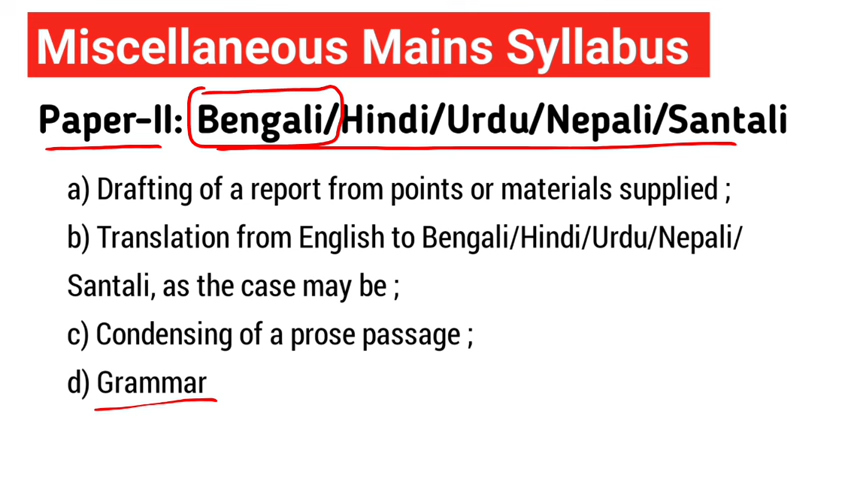 Miscellaneous Mains Syllabus
Paper-II: Bengali/Hindi/Urdu/Nepali/Santali
a) Drafting of a report from points or materials supplied ;
b) Translation from English to Bengali/Hindi/Urdu/Nepali/
Santali, as the case may be ;
c) Condensing of a prose passage ;
d) Grammar